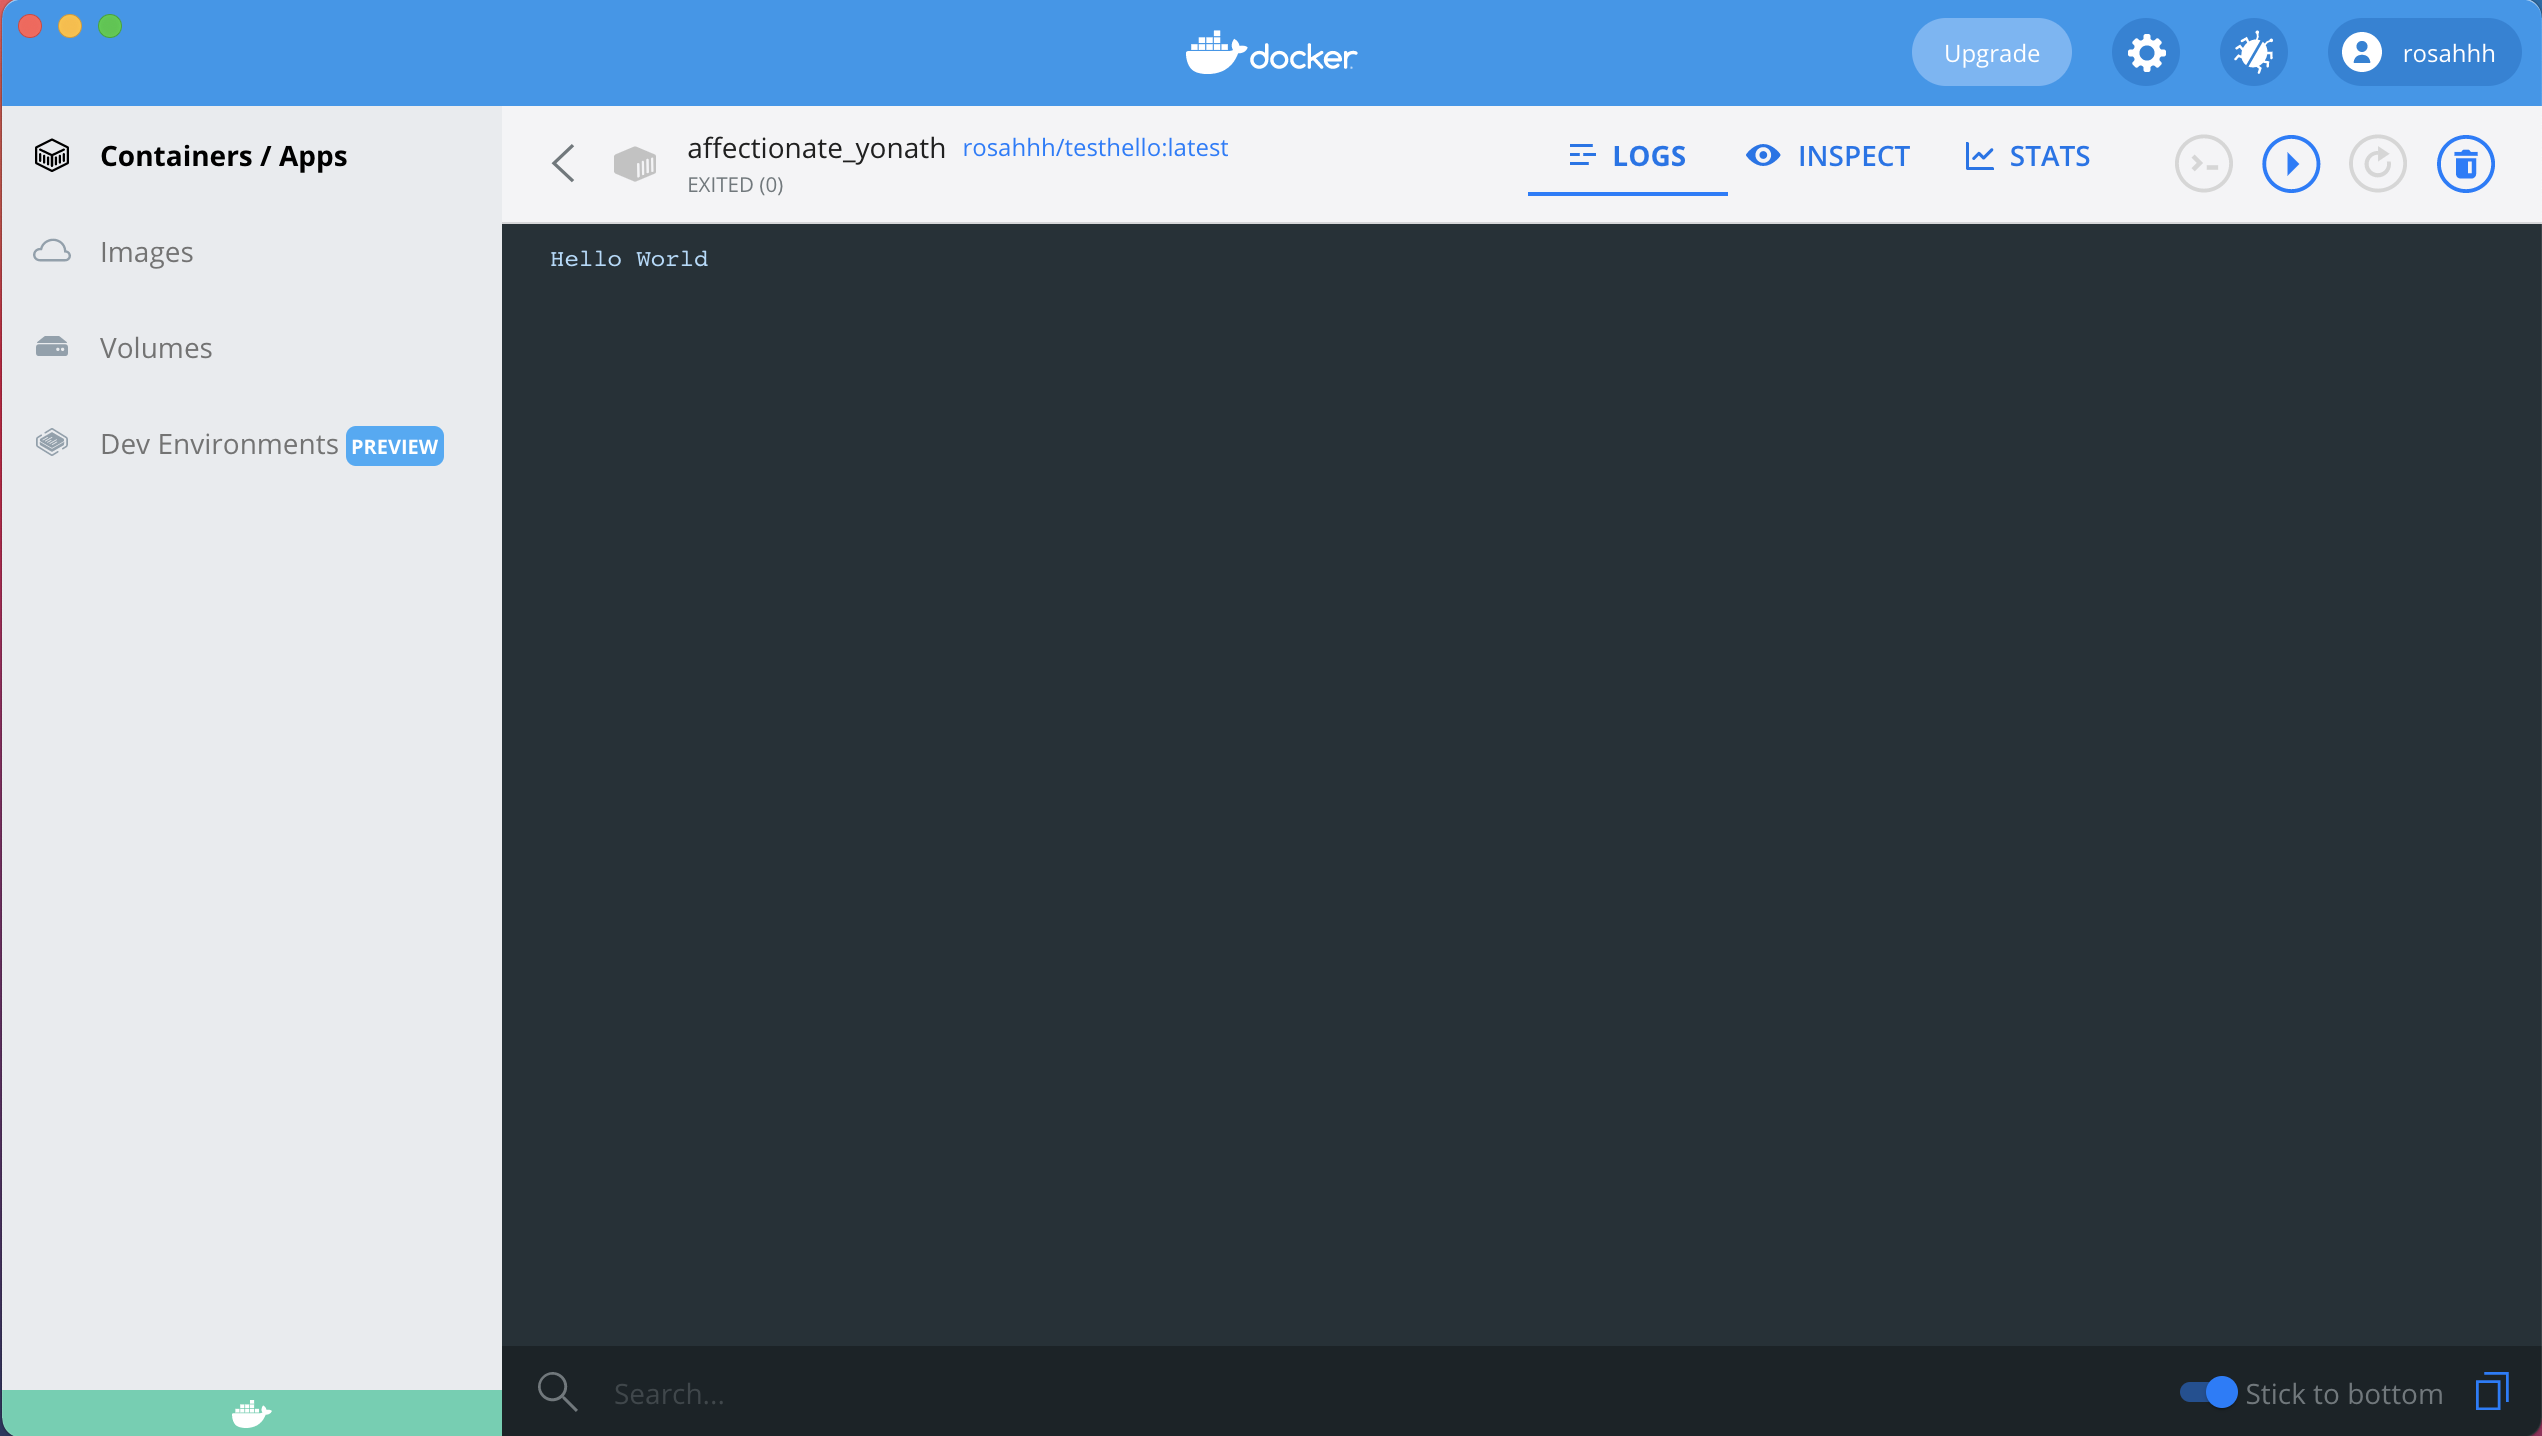 docker
Upgrade
rosahhh
Containers / Apps
Images
Volumes
Dev Environments PREVIEW
affectionate_yonath rosahhh/testhello:latest
EXITED (0)
LOGS
INSPECT
STATS
Hello World
Search...
Stick to bottom